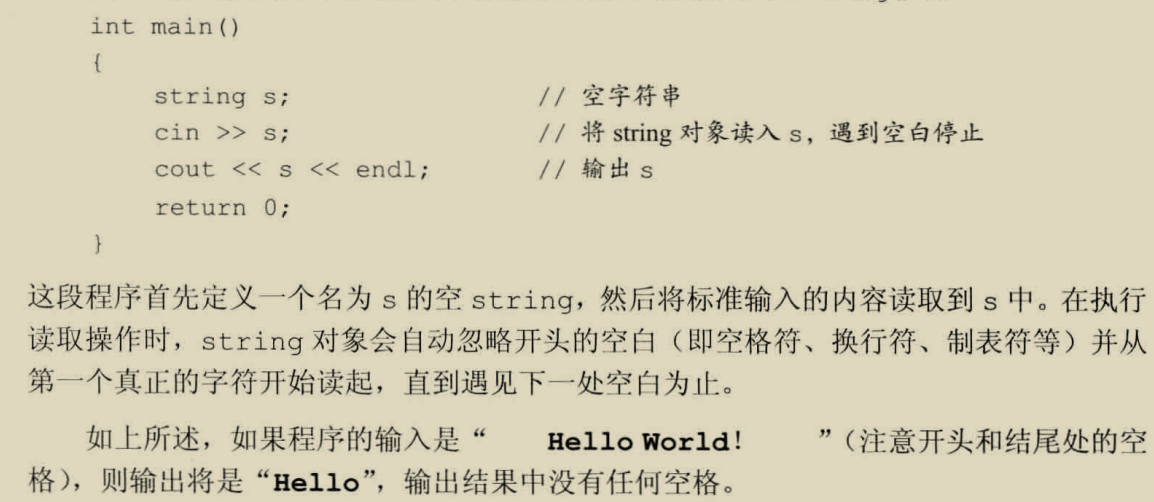 int main()
{
string s; // 空字符串
cin >> s; // 将 string 对象读入 s，遇到空白停止
cout << s << endl; // 输出 s
return 0;
}
这段程序首先定义一个名为 s 的空 string，然后将标准输入的内容读取到 s 中。在执行
读取操作时，string 对象会自动忽略开头的空白（即空格符、换行符、制表符等）并从
第一个真正的字符开始读起，直到遇见下一处空白为止。
如上所述，如果程序的输入是“ Hello World! ”（注意开头和结尾处的空
格），则输出将是“Hello”，输出结果中没有任何空格。